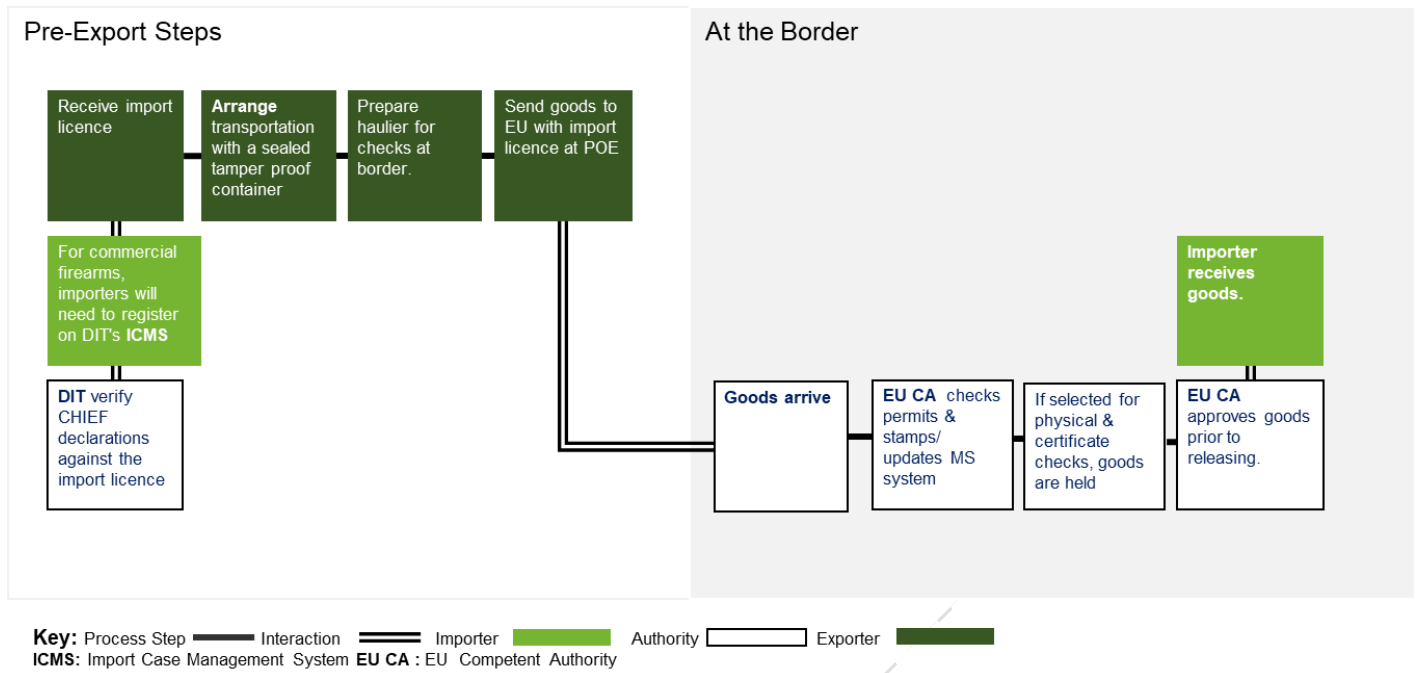 Pre-Export Steps
At the Border
Receive import
licence
Arrange
transportation
with a sealed
tamper proof
container
Prepare
haulier for
checks at
border.
Send goods to
EU with import
licence at POE
For commercial
firearms,
importers will
need to register
on DIT's ICMS
DIT verify
CHIEF
declarations
against the
import licence
Goods arrive
EU CA checks
permits &
stamps/
updates MS
system
If selected for
physical &
certificate
checks, goods
are held
EU CA
approves goods
prior to
releasing.
Importer
receives
goods.
Key: Process Step Interaction Importer Authority Exporter
ICMS: Import Case Management System EU CA : EU Competent Authority